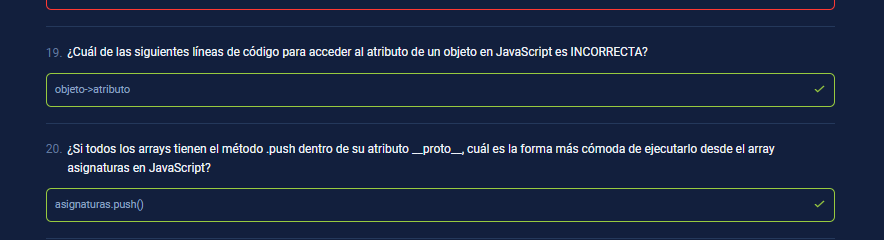 19. ¿Cuál de las siguientes líneas de código para acceder al atributo de un objeto en JavaScript es INCORRECTA?
objeto->atributo
20. ¿Si todos los arrays tienen el método .push dentro de su atributo __proto__, cuál es la forma más cómoda de ejecutarlo desde el array
asignaturas en JavaScript?
asignaturas.push()